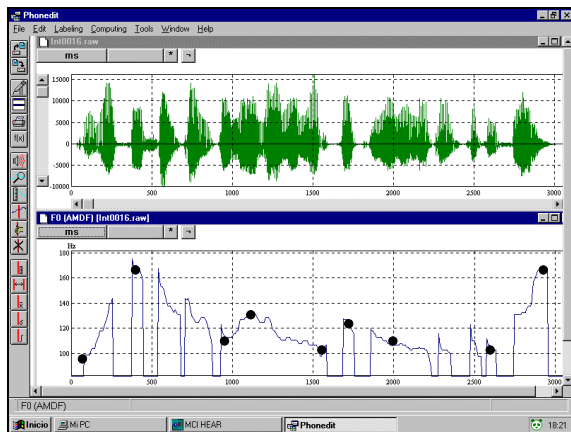 Phonedit
File Edit Labeling Computing Tools Window Help
Int0016.raw
ms * ¬
15000
10000
5000
0
-5000
-10000
0 500 1000 1500 2000 2500 3000
F0 (AMDF) [Int0016.raw]
ms * ¬
Hz
180
160
140
120
100
0 500 1000 1500 2000 2500 3000
f(x)
F0 (AMDF)
Inicio Mi PC MCI HEAR Phonedit 18:21